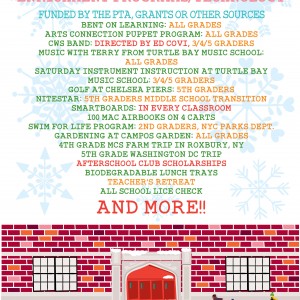 FUNDED BY THE PTA, GRANTS OR OTHER SOURCES
BENT ON LEARNING: ALL GRADES
ARTS CONNECTION PUPPET PROGRAM: ALL GRADES
CWS BAND: DIRECTED BY ED COVI, 3/4/5 GRADERS
MUSIC WITH TERRY FROM TURTLE BAY MUSIC SCHOOL:
ALL GRADES
SATURDAY INSTRUMENT INSTRUCTION AT TURTLE BAY
MUSIC SCHOOL: 3/4/5 GRADERS
GOLF AT CHELSEA PIERS: 5TH GRADERS
NITESTAR: 5TH GRADERS MIDDLE SCHOOL TRANSITION
SMARTBOARDS: IN EVERY CLASSROOM
100 MAC AIRBOOKS ON 4 CARTS
SWIM FOR LIFE PROGRAM: 2ND GRADERS, NYC PARKS DEPT.
GARDENING AT CAMPOS GARDEN: ALL GRADES
4TH GRADE MCS FARM TRIP IN ROXBURY, NY
5TH GRADE WASHINGTON DC TRIP
AFTERSCHOOL CLUB SCHOLARSHIPS
BIODEGRADABLE LUNCH TRAYS
TEACHER'S RETREAT
ALL SCHOOL LICE CHECK
AND MORE!!